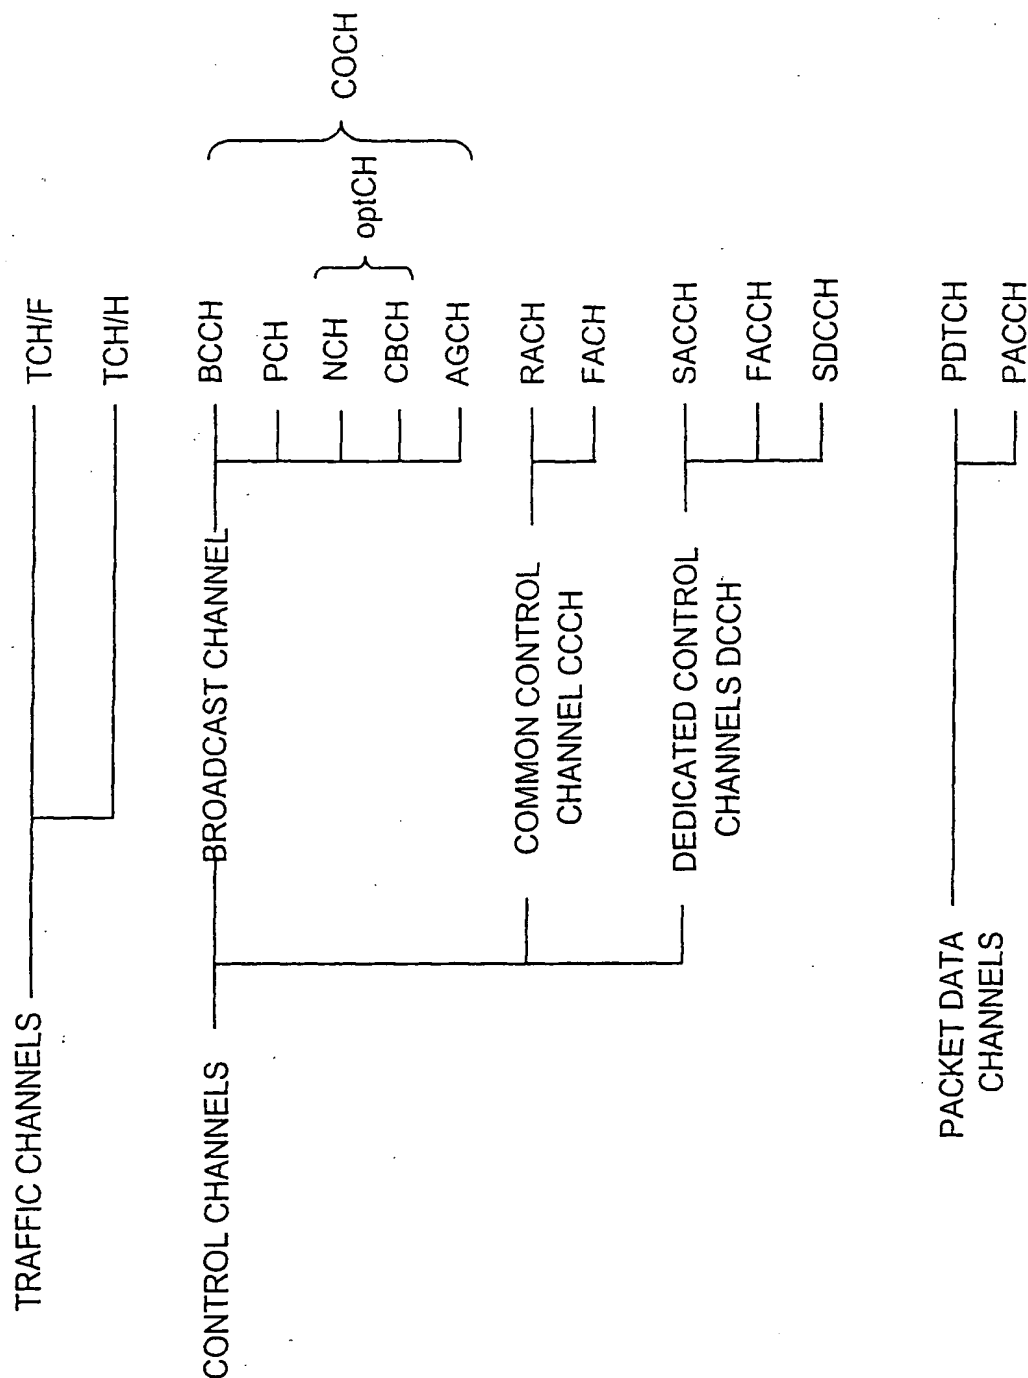 TRAFFIC CHANNELS
TCH/F
TCH/H
CONTROL CHANNELS
BROADCAST CHANNEL
BCCH
PCH
NCH
CBCH
AGCH
optCH
COCH
COMMON CONTROL
CHANNEL CCCH
RACH
FACH
DEDICATED CONTROL
CHANNELS DCCH
SACCH
FACCH
SDCCH
PACKET DATA
CHANNELS
PDTCH
PACCH